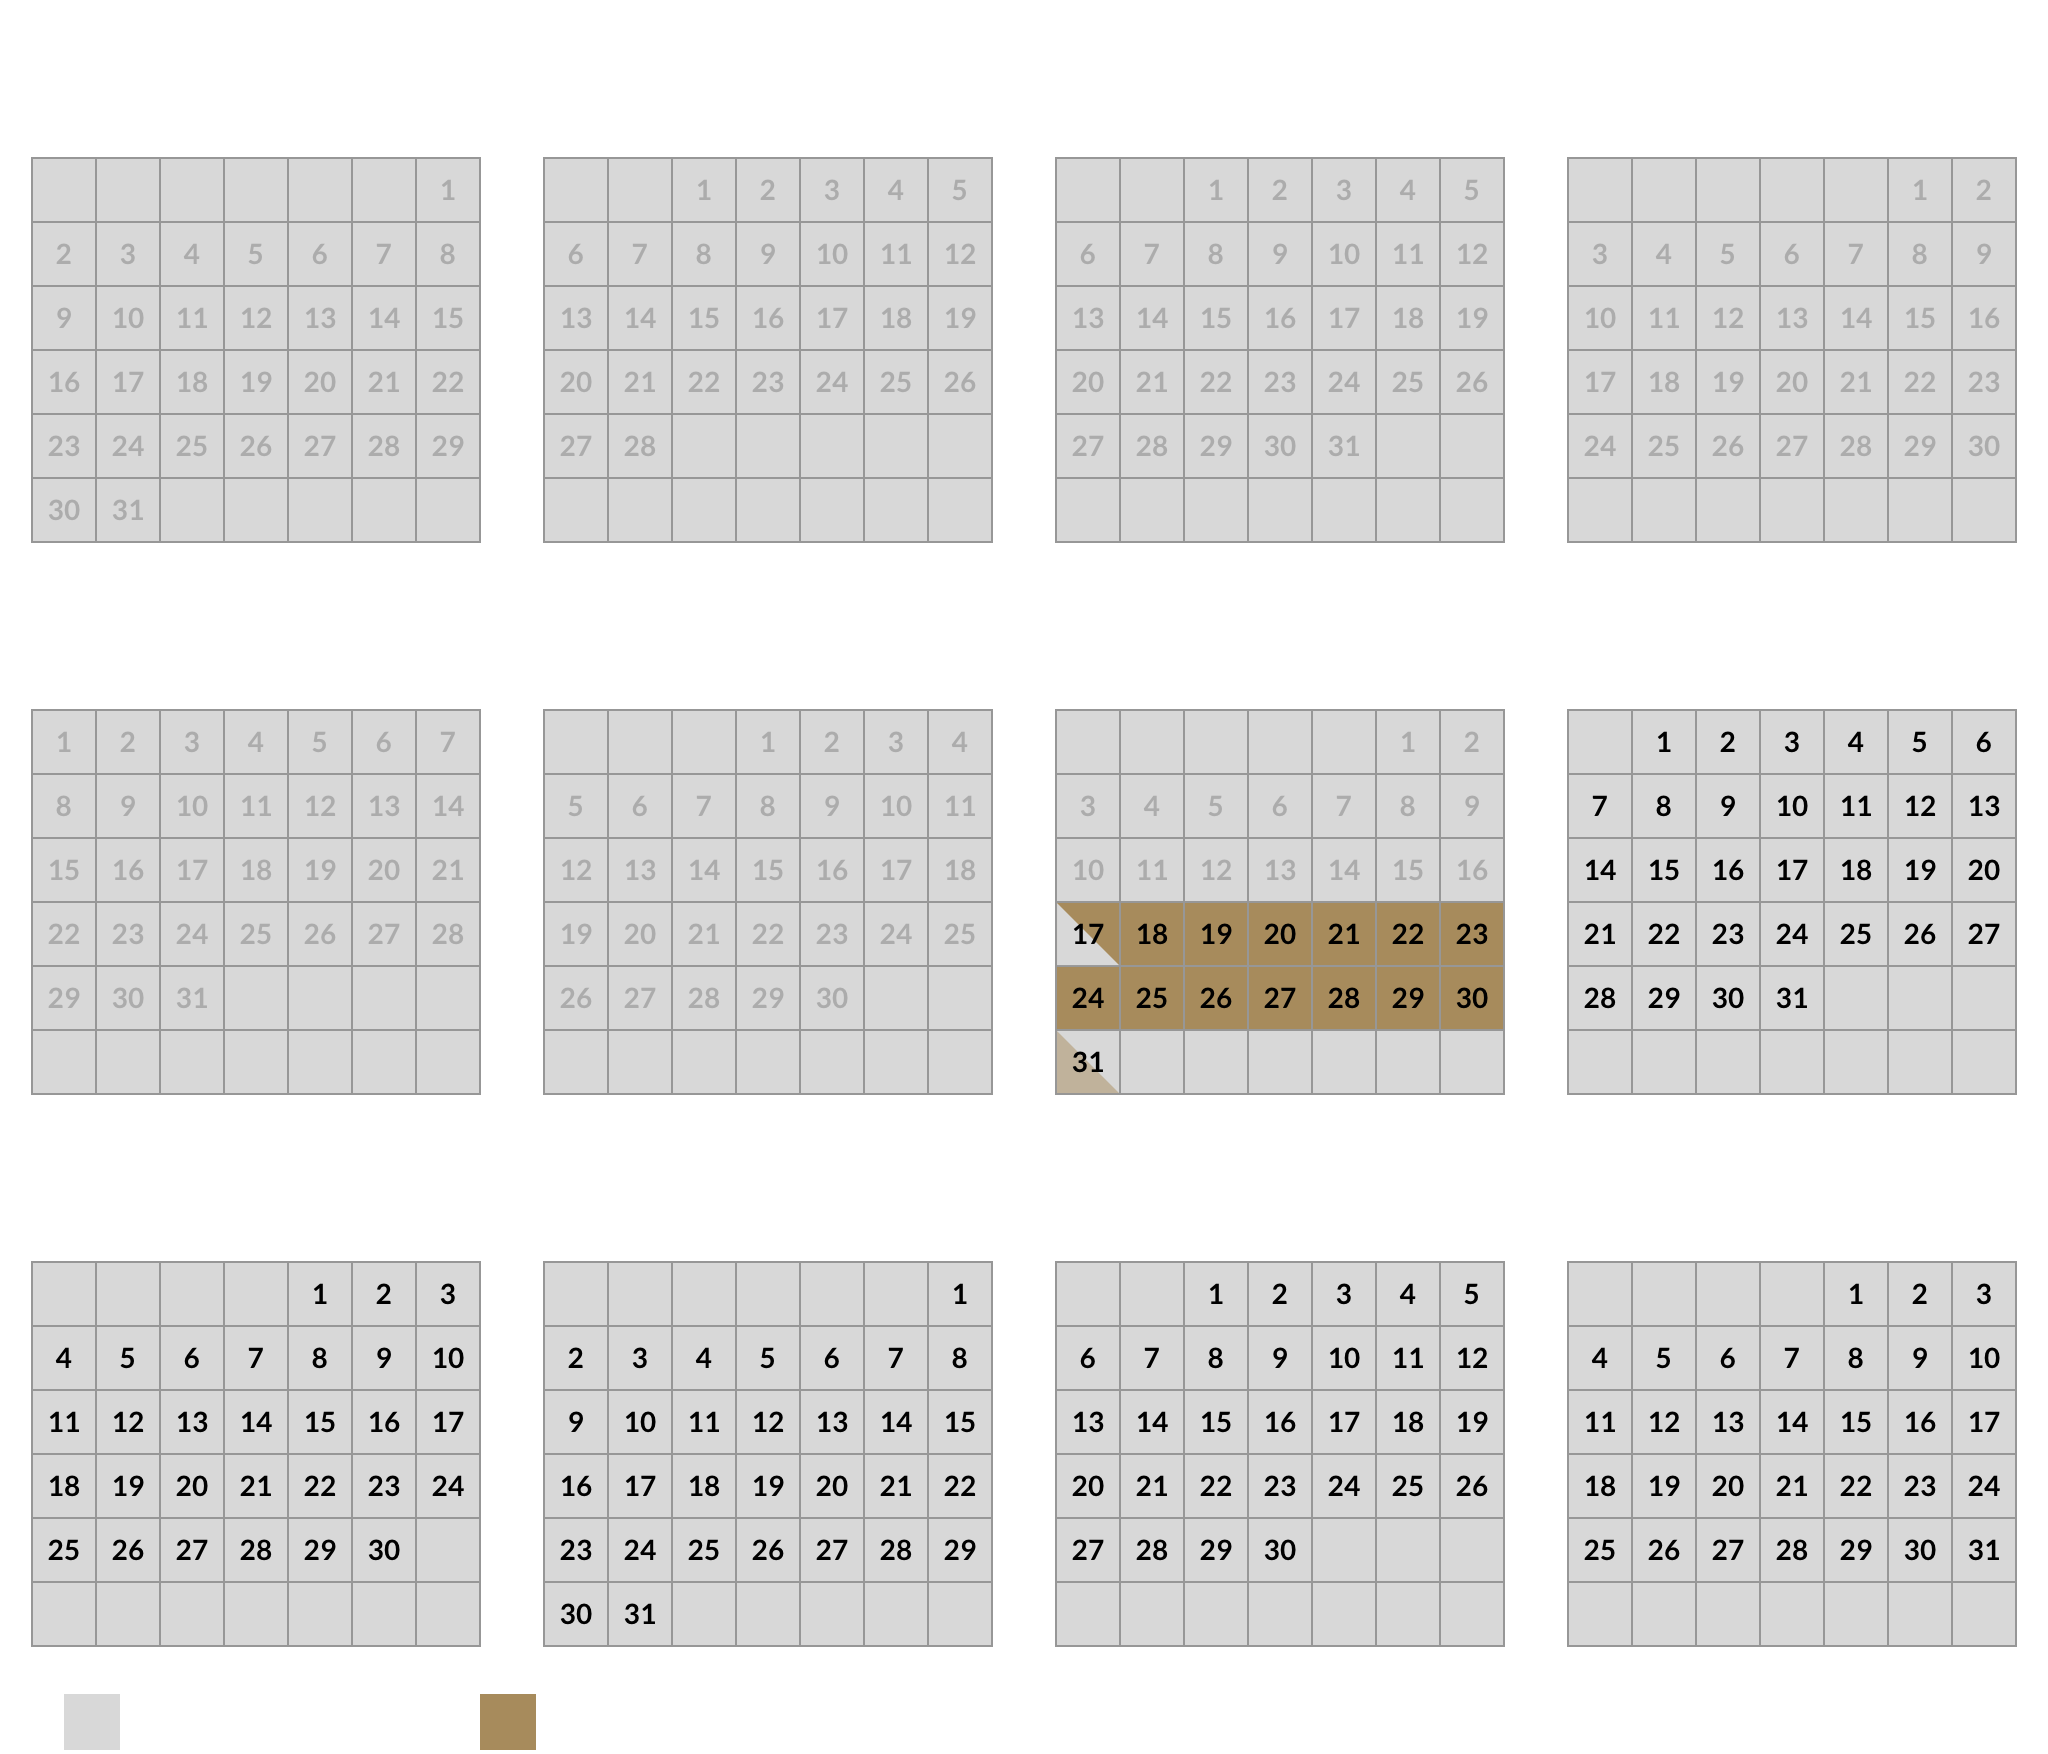 1
2 3 4 5 6 7 8
9 10 11 12 13 14 15
16 17 18 19 20 21 22
23 24 25 26 27 28 29
30 31
1 2 3 4 5
6 7 8 9 10 11 12
13 14 15 16 17 18 19
20 21 22 23 24 25 26
27 28
1 2 3 4 5
6 7 8 9 10 11 12
13 14 15 16 17 18 19
20 21 22 23 24 25 26
27 28 29 30 31
1 2
3 4 5 6 7 8 9
10 11 12 13 14 15 16
17 18 19 20 21 22 23
24 25 26 27 28 29 30
1 2 3 4 5 6 7
8 9 10 11 12 13 14
15 16 17 18 19 20 21
22 23 24 25 26 27 28
29 30 31
1 2 3 4
5 6 7 8 9 10 11
12 13 14 15 16 17 18
19 20 21 22 23 24 25
26 27 28 29 30
1 2
3 4 5 6 7 8 9
10 11 12 13 14 15 16
17 18 19 20 21 22 23
24 25 26 27 28 29 30
31
1 2 3 4 5 6
7 8 9 10 11 12 13
14 15 16 17 18 19 20
21 22 23 24 25 26 27
28 29 30 31
1 2 3
4 5 6 7 8 9 10
11 12 13 14 15 16 17
18 19 20 21 22 23 24
25 26 27 28 29 30
1
2 3 4 5 6 7 8
9 10 11 12 13 14 15
16 17 18 19 20 21 22
23 24 25 26 27 28 29
30 31
1 2 3 4 5
6 7 8 9 10 11 12
13 14 15 16 17 18 19
20 21 22 23 24 25 26
27 28 29 30
1 2 3
4 5 6 7 8 9 10
11 12 13 14 15 16 17
18 19 20 21 22 23 24
25 26 27 28 29 30 31